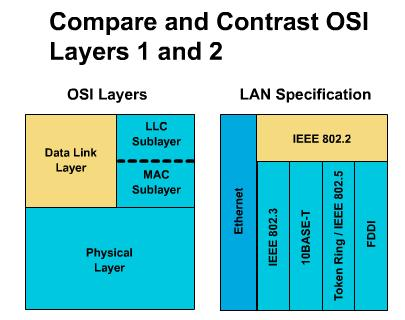 Compare and Contrast OSI
Layers 1 and 2
OSI Layers
LAN Specification
Data Link
Layer
LLC
Sublayer
MAC
Sublayer
Physical
Layer
Ethernet
IEEE 802.2
IEEE 802.3
10BASE-T
Token Ring / IEEE 802.5
FDDI